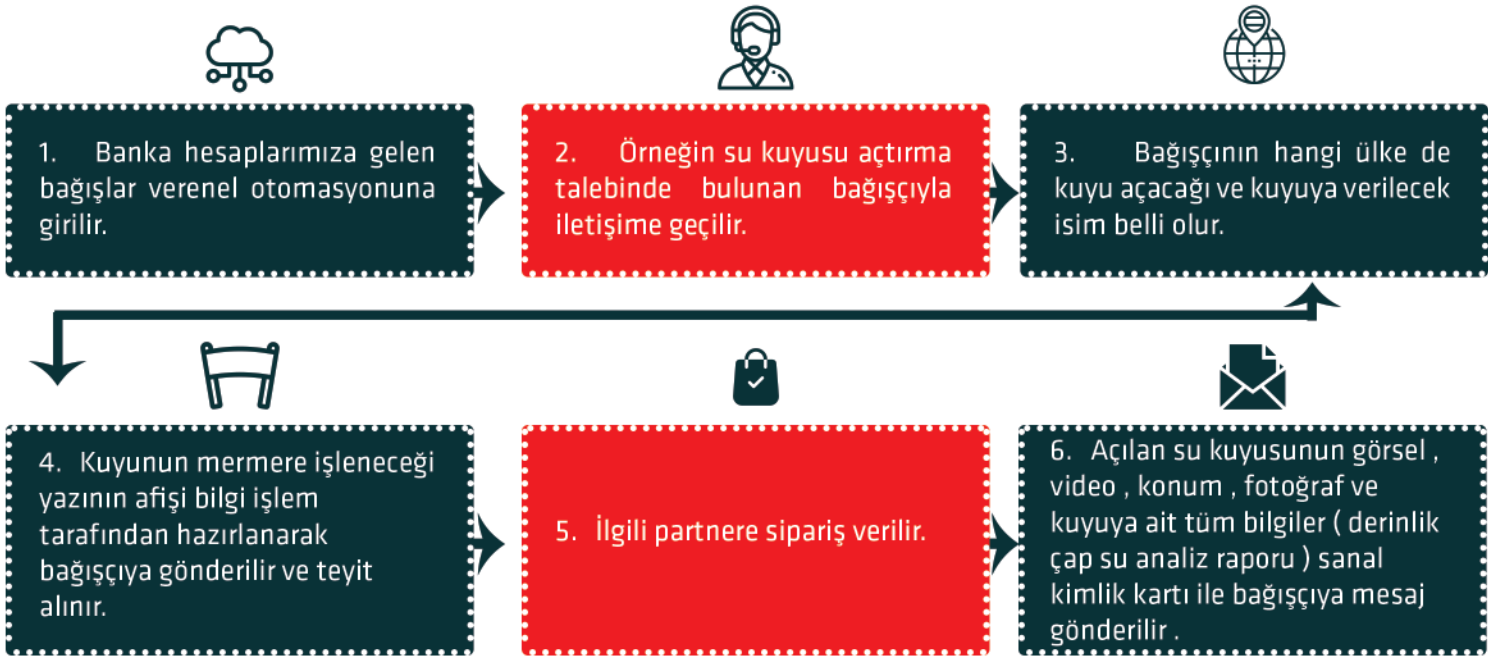 1. Banka hesaplarımıza gelen
bağışlar verenel otomasyonuna
girilir.
2. Örneğin su kuyusu açtırma
talebinde bulunan bağışçıyla
iletişime geçilir.
3. Bağışçının hangi ülke de
kuyu açacağı ve kuyuya verilecek
isim belli olur.
4. Kuyunun mermere işleneceği
yazının afişi bilgi işlem
tarafından hazırlanarak
bağışçıya gönderilir ve teyit
alınır.
5. İlgili partnere sipariş verilir.
6. Açılan su kuyusunun görsel ,
video , konum , fotoğraf ve
kuyuya ait tüm bilgiler ( derinlik
çap su analiz raporu ) sanal
kimlik kartı ile bağışçıya mesaj
gönderilir .